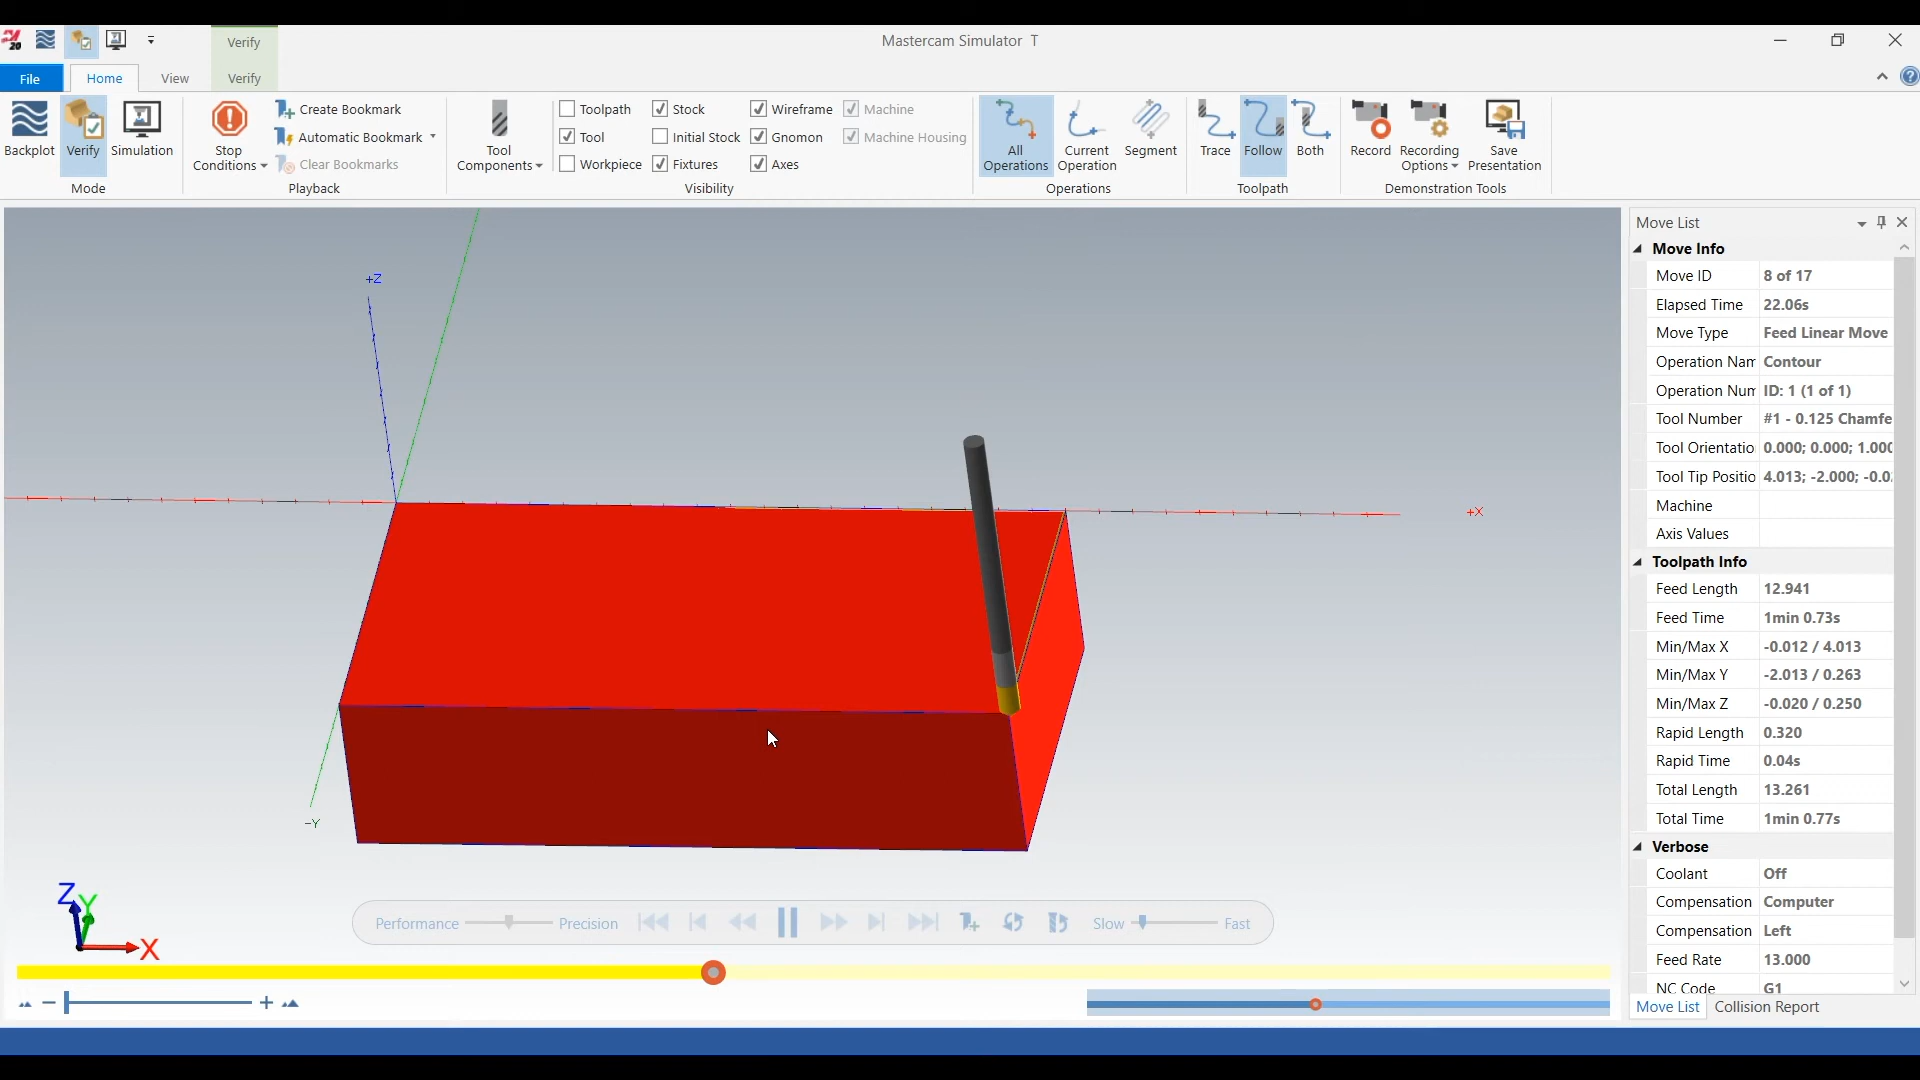 20
Verify
Mastercam Simulator T
File
Home
View
Verify
Backplot
Verify
Simulation
Mode
Stop
Conditions
Create Bookmark
Automatic Bookmark
Clear Bookmarks
Playback
Tool
Components
Toolpath
Tool
Workpiece
Stock
Initial Stock
Fixtures
Wireframe
Gnomon
Axes
Machine
Machine Housing
Visibility
All
Operations
Current
Operation
Segment
Operations
Trace
Follow
Both
Toolpath
Record
Recording
Options
Save
Presentation
Demonstration Tools
Move List
Move Info
Move ID 8 of 17
Elapsed Time 22.06s
Move Type Feed Linear Move
Operation Nam Contour
Operation Num ID: 1 (1 of 1)
Tool Number #1 - 0.125 Chamfe
Tool Orientatio 0.000; 0.000; 1.000
Tool Tip Positio 4.013; -2.000; -0.0
Machine
Axis Values
Toolpath Info
Feed Length 12.941
Feed Time 1min 0.73s
Min/Max X -0.012 / 4.013
Min/Max Y -2.013 / 0.263
Min/Max Z -0.020 / 0.250
Rapid Length 0.320
Rapid Time 0.04s
Total Length 13.261
Total Time 1min 0.77s
Verbose
Coolant Off
Compensation Computer
Compensation Left
Feed Rate 13.000
NC Code G1
Move List
Collision Report
+Z
+X
-Y
Z
Y
X
Performance
Precision
Slow
Fast